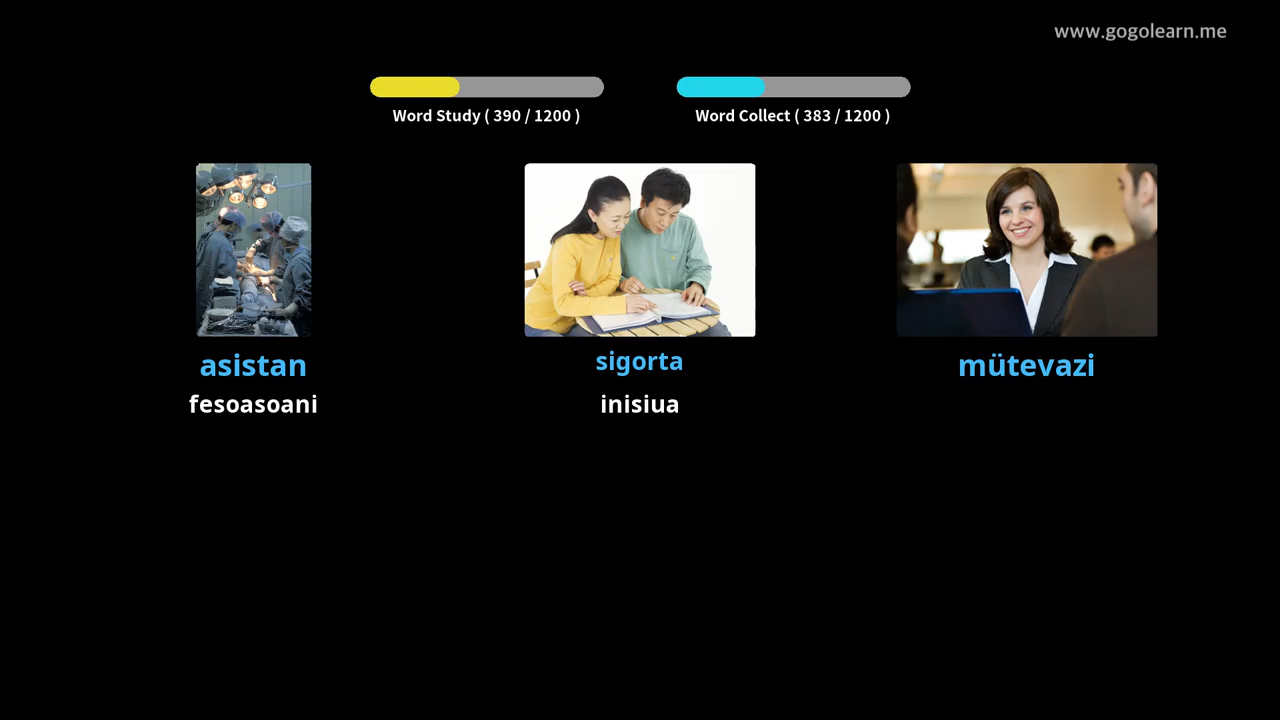 www.gogolearn.me
Word Study ( 390 / 1200 )
Word Collect ( 383 / 1200 )
asistan
fesoasoani
sigorta
inisiua
mütevazi